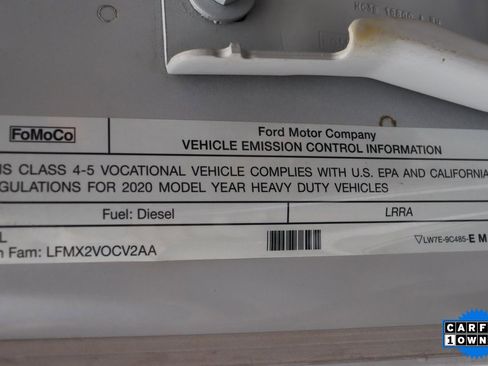 FoMoCo
Ford Motor Company
VEHICLE EMISSION CONTROL INFORMATION
IS CLASS 4-5 VOCATIONAL VEHICLE COMPLIES WITH U.S. EPA AND CALIFORNIA
GULATIONS FOR 2020 MODEL YEAR HEAVY DUTY VEHICLES
Fuel: Diesel
LRRA
L
n Fam: LFMX2VOCV2AA
▽LW7E-9C485-E M
CARF
1 OWN